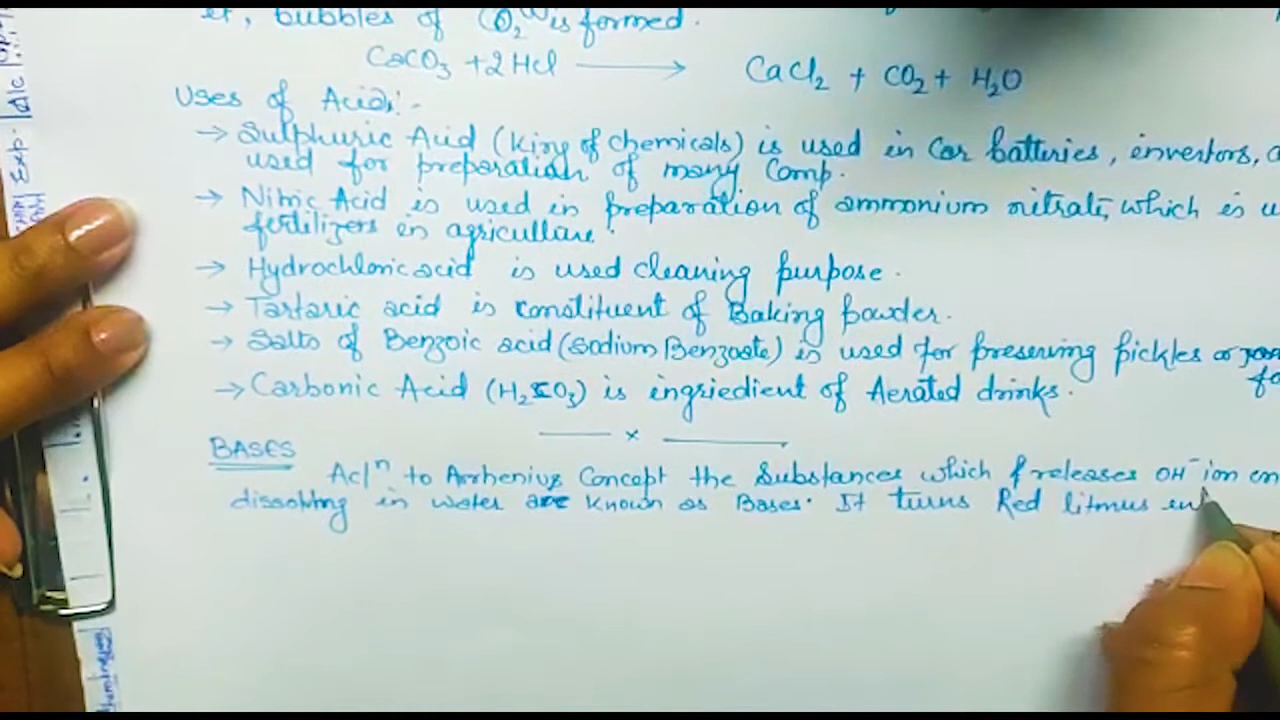 it, bubbles of CO2 is formed.
CaCO3 + 2HCl ⟶ CaCl2 + CO2 + H2O
Uses of Acids:-
→ Sulphuric Acid (King of chemicals) is used in Car batteries, invertors,
used for preparation of many Comp.
→ Nitric Acid is used in preparation of ammonium nitrate, which is
fertilizers in agriculture.
→ Hydrochloric acid is used cleaning purpose.
→ Tartaric acid is constituent of Baking powder.
→ Salts of Benzoic acid (Sodium Benzoate) is used for preserving pickles or
→ Carbonic Acid (H2CO3) is ingriedient of Aerated drinks.
—— x ——
BASES
Acln to Arrhenius Concept the Substances which releases OH- ion
dissolving in water are known as Bases. It turns Red litmus